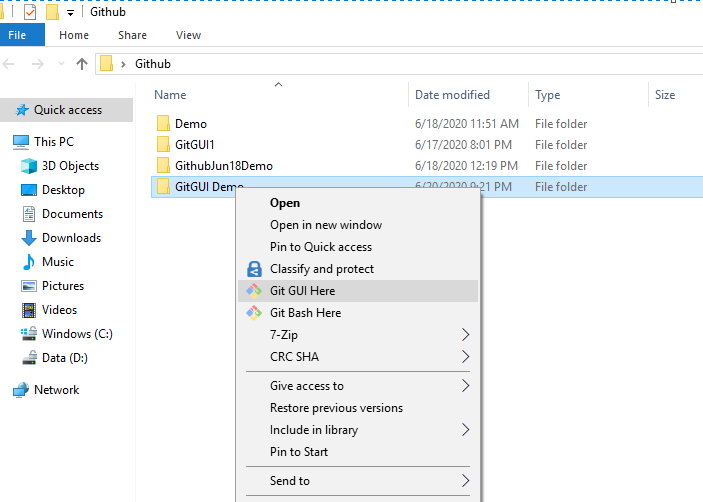 Github
File Home Share View
Github
Name Date modified Type Size
Quick access
This PC
3D Objects
Desktop
Documents
Downloads
Music
Pictures
Videos
Windows (C:)
Data (D:)
Network
Demo 6/18/2020 11:51 AM File folder
GitGUI1 6/17/2020 8:01 PM File folder
GithubJun18Demo 6/18/2020 12:19 PM File folder
GitGUI Demo 6/20/2020 9:21 PM File folder
Open
Open in new window
Pin to Quick access
Classify and protect
Git GUI Here
Git Bash Here
7-Zip
CRC SHA
Give access to
Restore previous versions
Include in library
Pin to Start
Send to